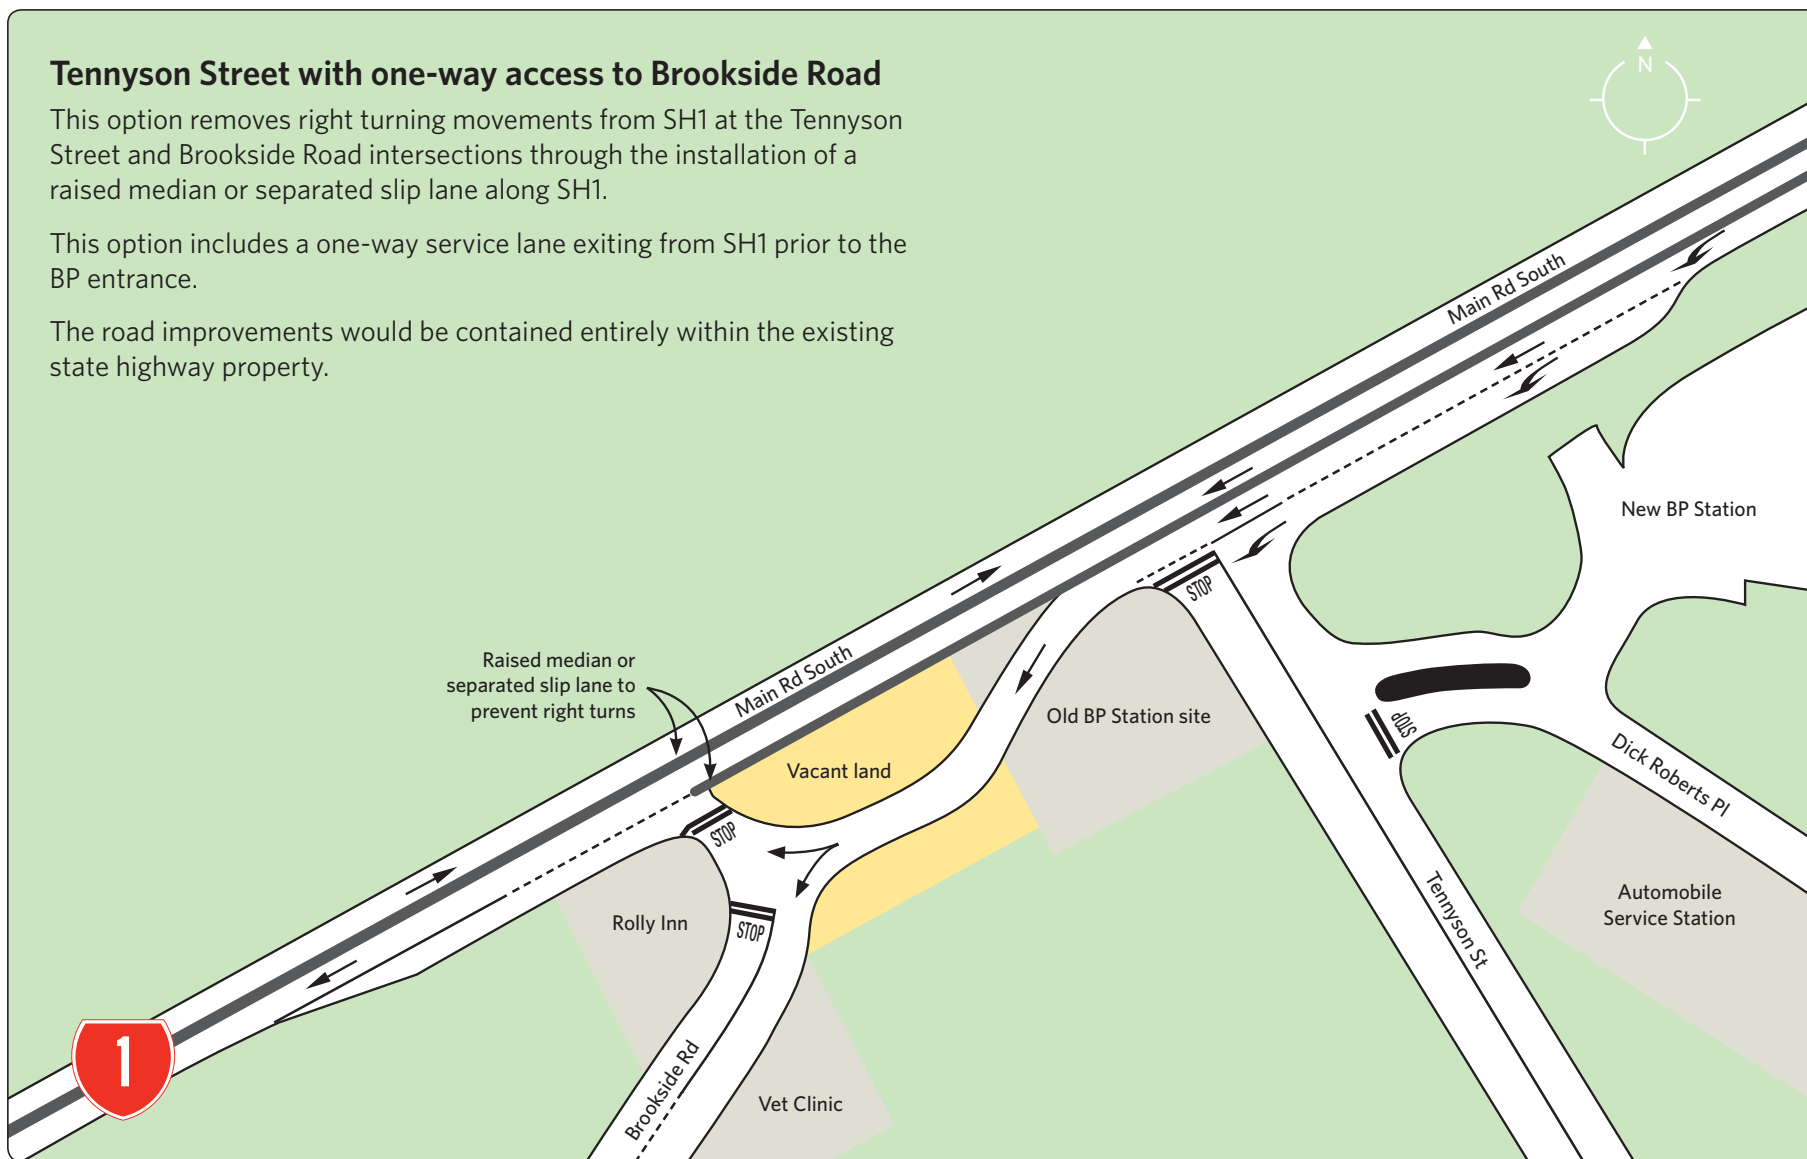 Tennyson Street with one-way access to Brookside Road
This option removes right turning movements from SH1 at the Tennyson
Street and Brookside Road intersections through the installation of a
raised median or separated slip lane along SH1.
This option includes a one-way service lane exiting from SH1 prior to the
BP entrance.
The road improvements would be contained entirely within the existing
state highway property.
N
Main Rd South
New BP Station
STOP
Raised median or
separated slip lane to
prevent right turns
Main Rd South
Old BP Station site
STOP
Dick Roberts Pl
Vacant land
STOP
Automobile
Service Station
Tennyson St
Rolly Inn
STOP
1
Brookside Rd
Vet Clinic